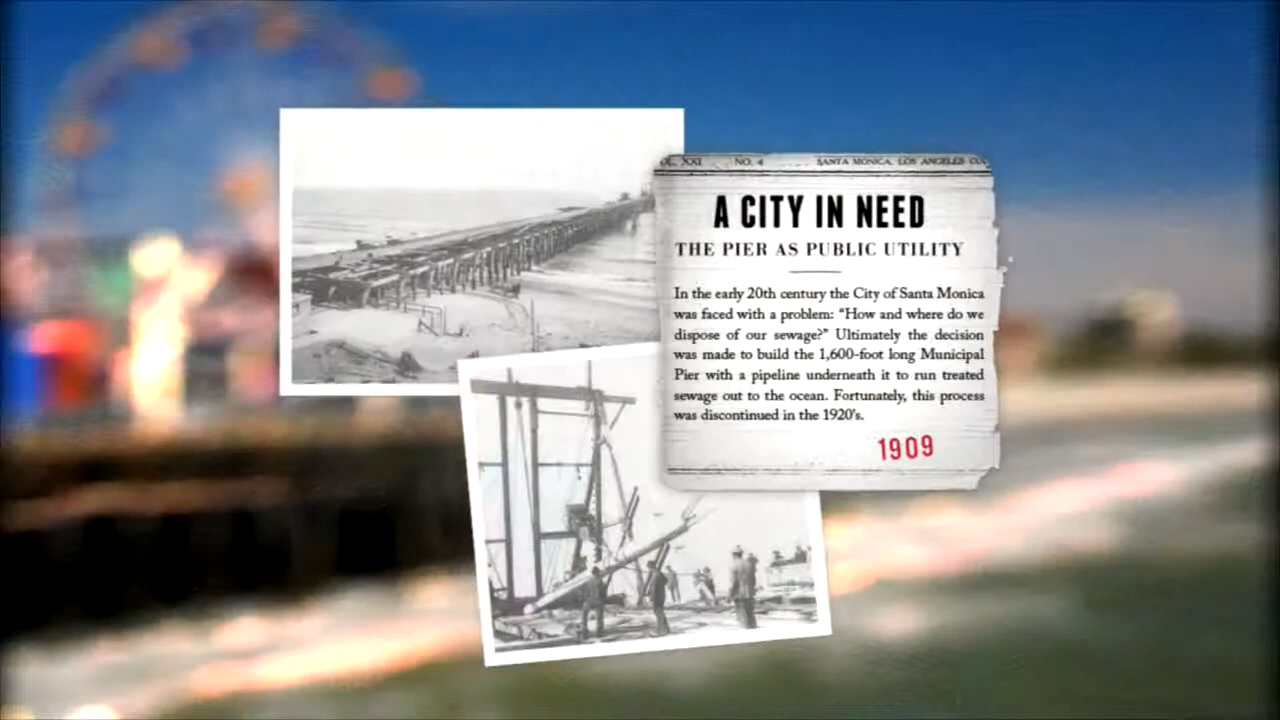 OL. XXI NO. 4 SANTA MONICA, LOS ANGELES
A CITY IN NEED
THE PIER AS PUBLIC UTILITY
In the early 20th century the City of Santa Monica
was faced with a problem: “How and where do we
dispose of our sewage?” Ultimately the decision
was made to build the 1,600-foot long Municipal
Pier with a pipeline underneath it to run treated
sewage out to the ocean. Fortunately, this process
was discontinued in the 1920's.
1909